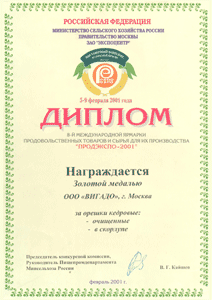 РОССИЙСКАЯ ФЕДЕРАЦИЯ
МИНИСТЕРСТВО СЕЛЬСКОГО ХОЗЯЙСТВА РОССИИ
ПРАВИТЕЛЬСТВО МОСКВЫ
ЗАО "ЭКСПОЦЕНТР"
5-9 февраля 2001 года
ДИПЛОМ
8-Й МЕЖДУНАРОДНОЙ ЯРМАРКИ
ПРОДОВОЛЬСТВЕННЫХ ТОВАРОВ И СЫРЬЯ ДЛЯ ИХ ПРОИЗВОДСТВА
"ПРОДЭКСПО-2001"
Награждается
Золотой медалью
ООО «ВИГАДО», г. Москва
за орешки кедровые:
- очищенные
- в скорлупе
Председатель конкурсной комиссии,
Руководитель Пищепромдепартамента
Минсельхоза России
В. Г. Кайшев
февраль 2001 г.